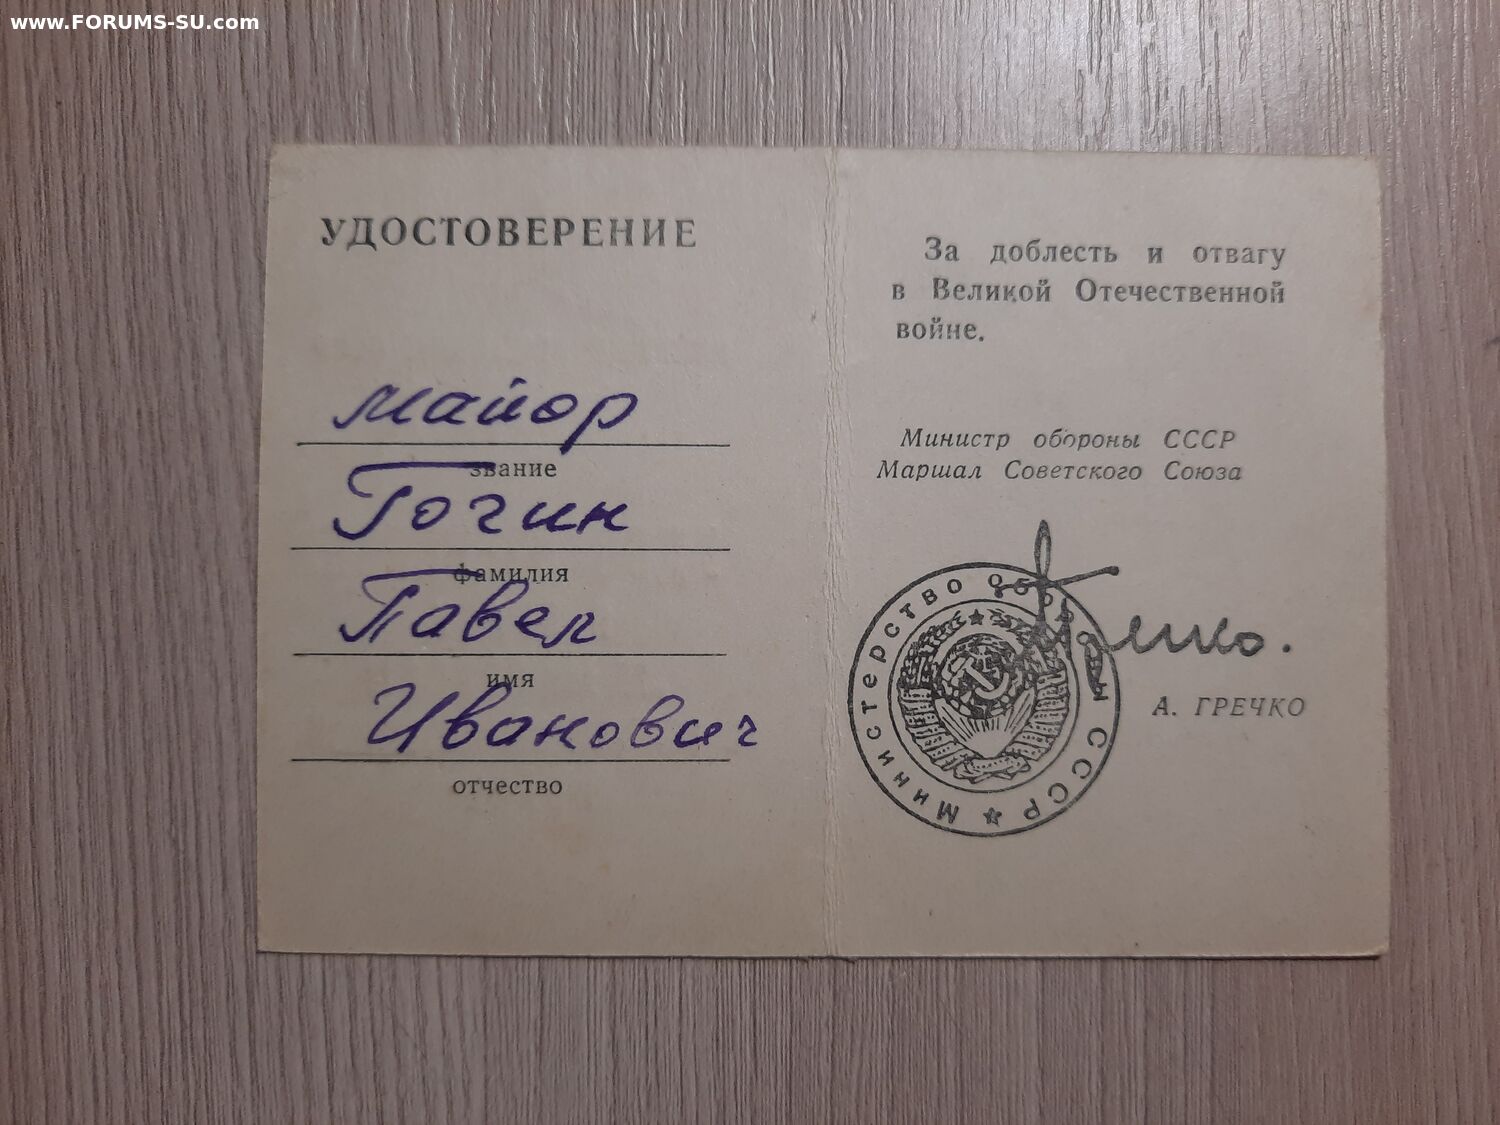 www.FORUMS-SU.com
УДОСТОВЕРЕНИЕ
майор
звание
Гогин
фамилия
Павел
имя
Иванович
отчество
За доблесть и отвагу
в Великой Отечественной
войне.
Министр обороны СССР
Маршал Советского Союза
Министерство Обороны СССР
А. ГРЕЧКО